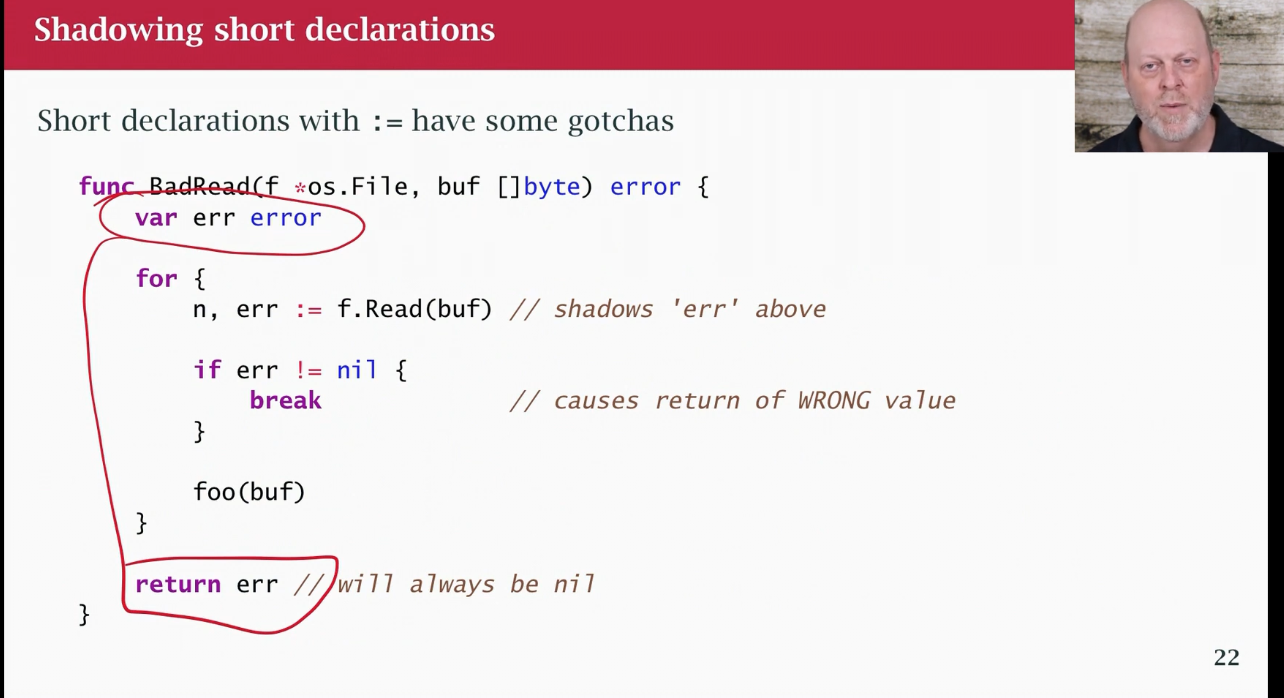 Shadowing short declarations
Short declarations with := have some gotchas
func BadRead(f *os.File, buf []byte) error {
var err error
for {
n, err := f.Read(buf) // shadows 'err' above
if err != nil {
break // causes return of WRONG value
}
foo(buf)
}
return err // will always be nil
}
22